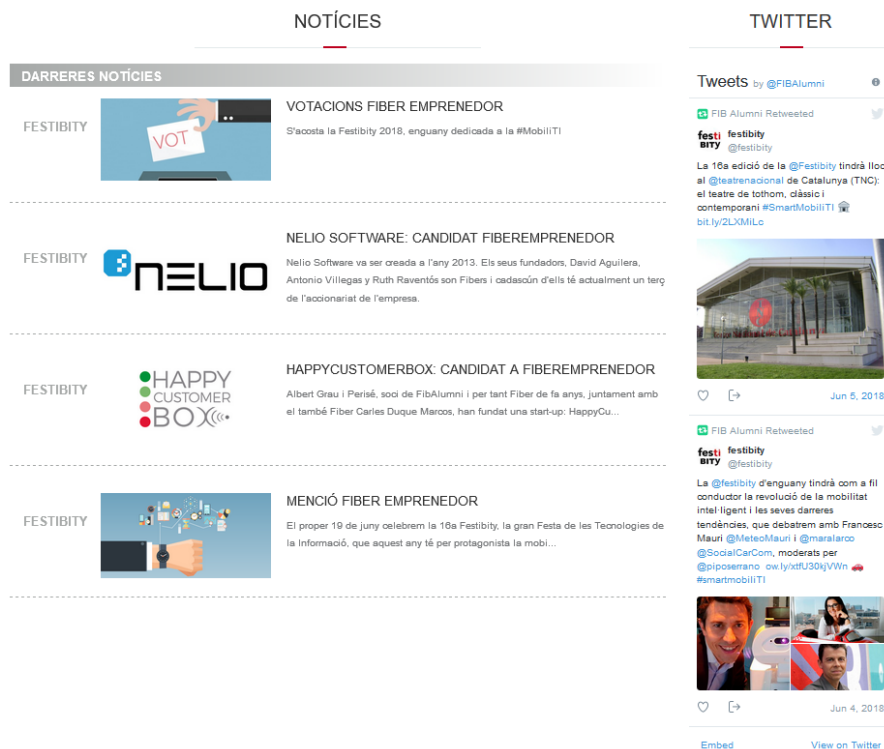 NOTÍCIES
DARRERES NOTÍCIES
FESTIBITY
VOT
VOTACIONS FIBER EMPRENEDOR
S'acosta la Festibity 2018, enguany dedicada a la #MobiliTI
FESTIBITY
NELIO
NELIO SOFTWARE: CANDIDAT FIBEREMPRENEDOR
Nelio Software va ser creada a l'any 2013. Els seus fundadors, David Aguilera,
Antonio Villegas y Ruth Raventós son Fibers i cadascún d'ells té actualment un terç
de l'accionariat de l'empresa.
FESTIBITY
HAPPY
CUSTOMER
BOX
HAPPYCUSTOMERBOX: CANDIDAT A FIBEREMPRENEDOR
Albert Grau i Perisé, soci de FibAlumni i per tant Fiber de fa anys, juntament amb
el també Fiber Carles Duque Marcos, han fundat una start-up: HappyCu...
FESTIBITY
MENCIÓ FIBER EMPRENEDOR
El proper 19 de juny celebrem la 16a Festibity, la gran Festa de les Tecnologies de
la Informació, que aquest any té per protagonista la mobi...
TWITTER
Tweets by @FIBAlumni
FIB Alumni Retweeted
festi
BITY
festibity
@festibity
La 16a edició de la @Festibity tindrà lloc
al @teatrenacional de Catalunya (TNC):
el teatre de tothom, clàssic i
contemporani #SmartMobiliTI
bit.ly/2LXMiLc
Jun 5, 2018
FIB Alumni Retweeted
festi
BITY
festibity
@festibity
La @festibity d'enguany tindrà com a fil
conductor la revolució de la mobilitat
intel·ligent i les seves darreres
tendències, que debatrem amb Francesc
Mauri @MeteoMauri i @maralarco
@SocialCarCom, moderats per
@piposerrano ow.ly/xtfU30kjVWn
#smartmobiliTI
Jun 4, 2018
Embed
View on Twitter